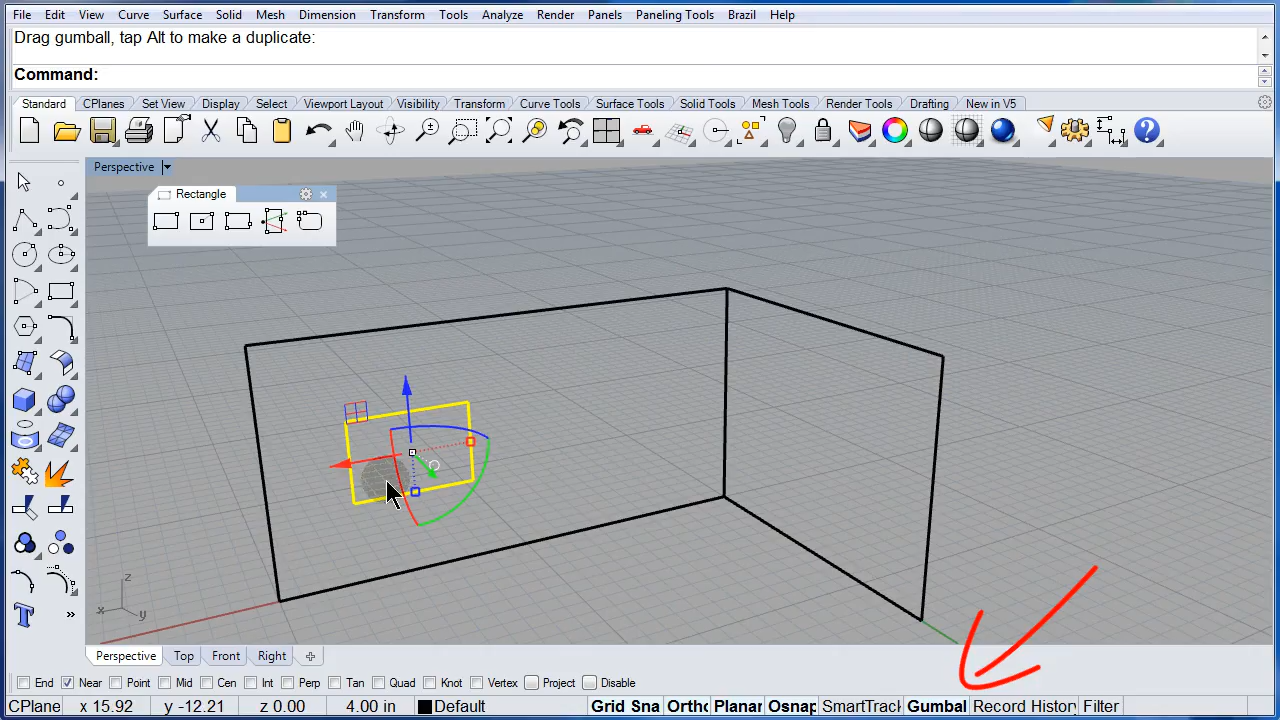 File Edit View Curve Surface Solid Mesh Dimension Transform Tools Analyze Render Panels Paneling Tools Brazil Help
Drag gumball, tap Alt to make a duplicate:
Command:
Standard CPlanes Set View Display Select Viewport Layout Visibility Transform Curve Tools Surface Tools Solid Tools Mesh Tools Render Tools Drafting New in V5
Perspective
Rectangle
z
x
y
Perspective Top Front Right
End Near Point Mid Cen Int Perp Tan Quad Knot Vertex Project Disable
CPlane x 15.92 y -12.21 z 0.00 4.00 in Default Grid Sna Ortho Planar Osnap SmartTrack Gumbal Record History Filter